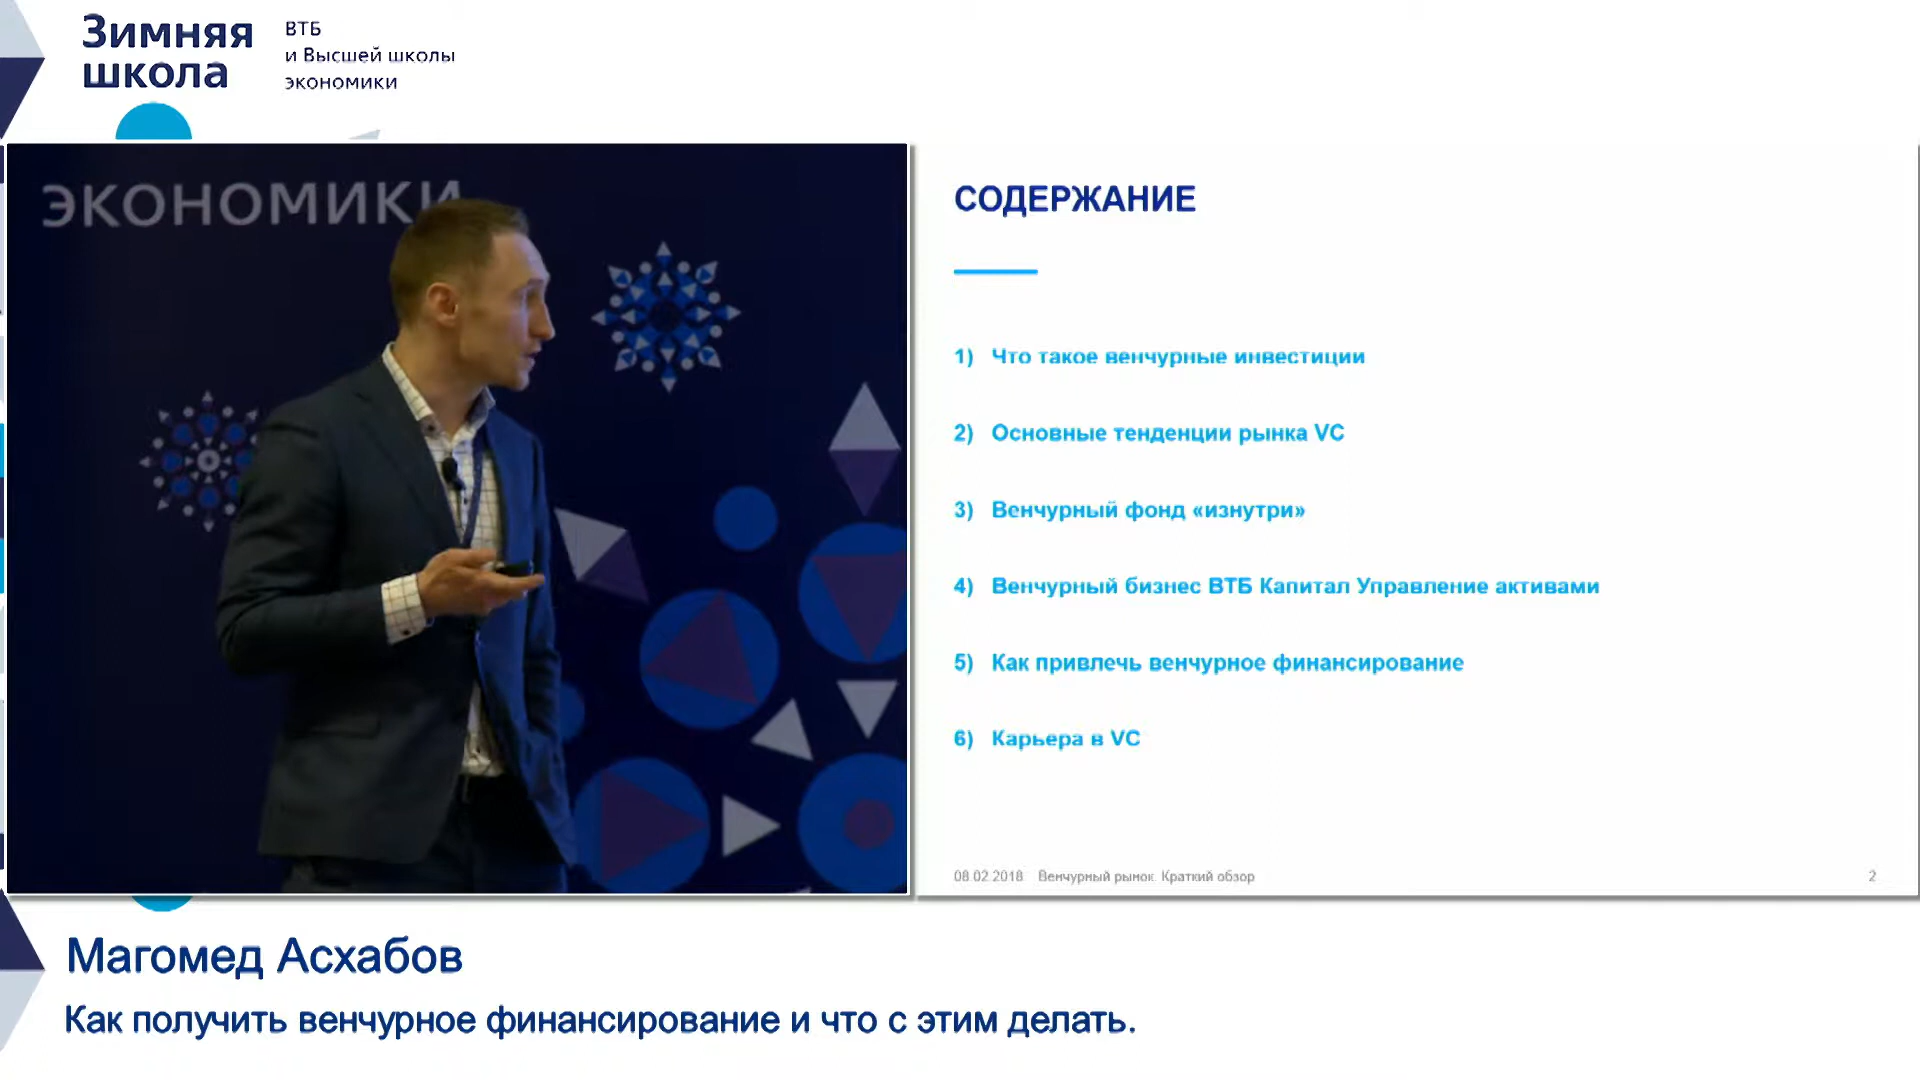 Зимняя
школа
ВТБ
и Высшей школы
экономики
ЭКОНОМИКИ
СОДЕРЖАНИЕ
1) Что такое венчурные инвестиции
2) Основные тенденции рынка VC
3) Венчурный фонд «изнутри»
4) Венчурный бизнес ВТБ Капитал Управление активами
5) Как привлечь венчурное финансирование
6) Карьера в VC
08.02.2018 Венчурный рынок. Краткий обзор 2
Магомед Асхабов
Как получить венчурное финансирование и что с этим делать.